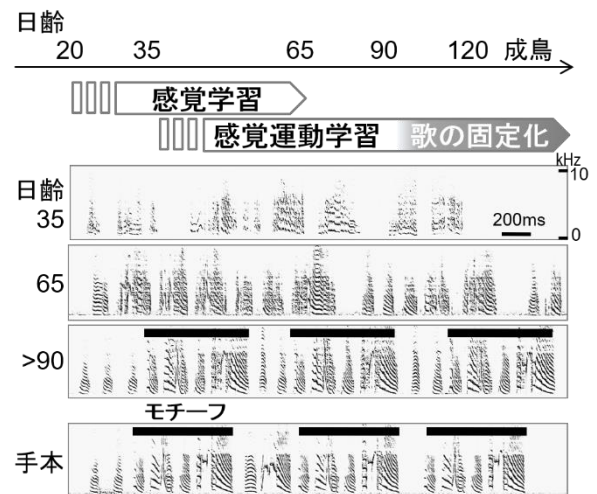 日齢
20 35 65 90 120 成鳥
感覚学習
感覚運動学習 歌の固定化
kHz
10
日齢
35
200ms
0
65
>90
モチーフ
手本